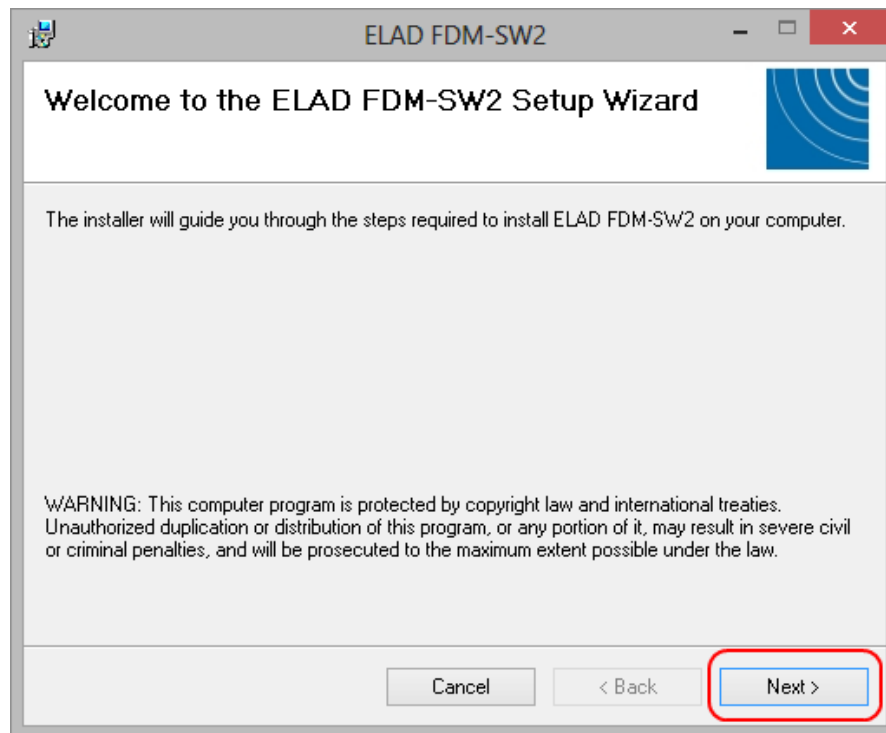 ELAD FDM-SW2
Welcome to the ELAD FDM-SW2 Setup Wizard
The installer will guide you through the steps required to install ELAD FDM-SW2 on your computer.
WARNING: This computer program is protected by copyright law and international treaties.
Unauthorized duplication or distribution of this program, or any portion of it, may result in severe civil
or criminal penalties, and will be prosecuted to the maximum extent possible under the law.
Cancel
< Back
Next >